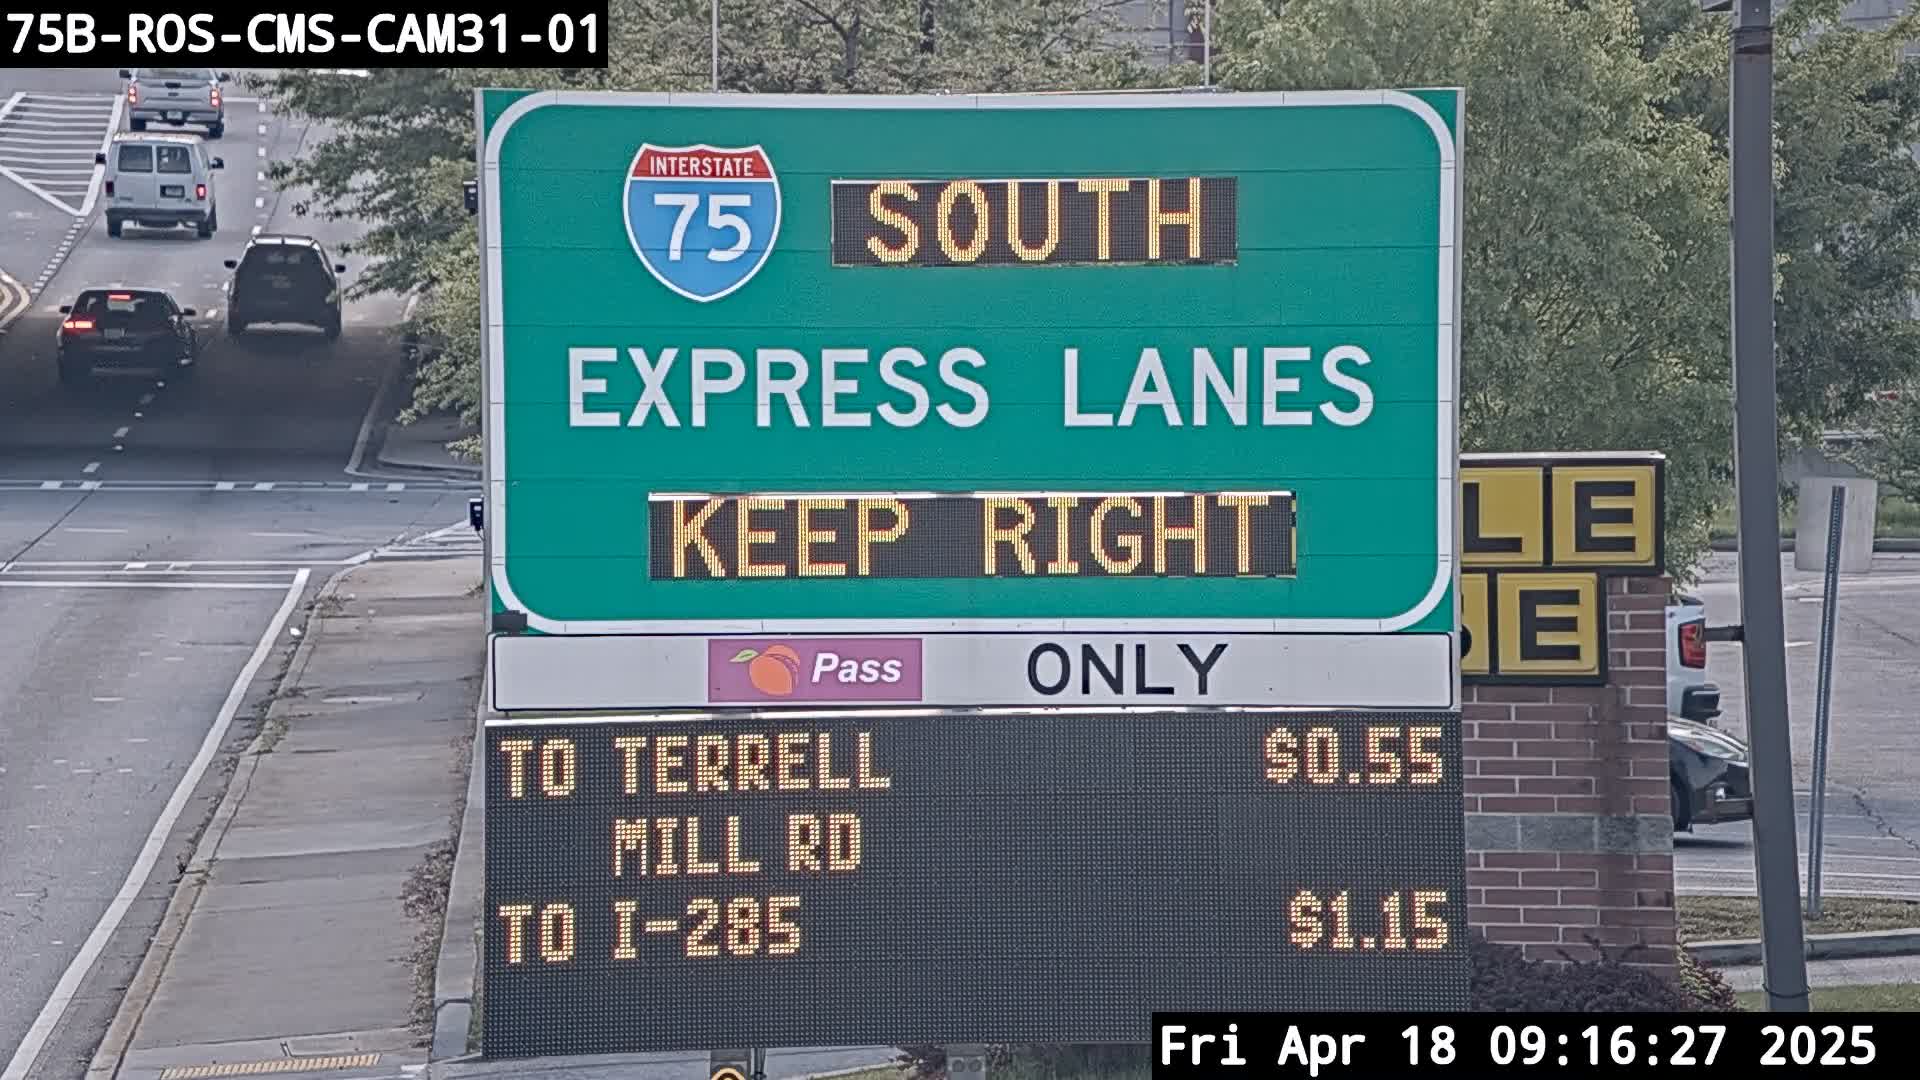 75B-ROS-CMS-CAM31-01
INTERSTATE
75
SOUTH
EXPRESS LANES
KEEP RIGHT
Pass ONLY
TO TERRELL $0.55
MILL RD
TO I-285 $1.15
LE
E
Fri Apr 18 09:16:27 2025